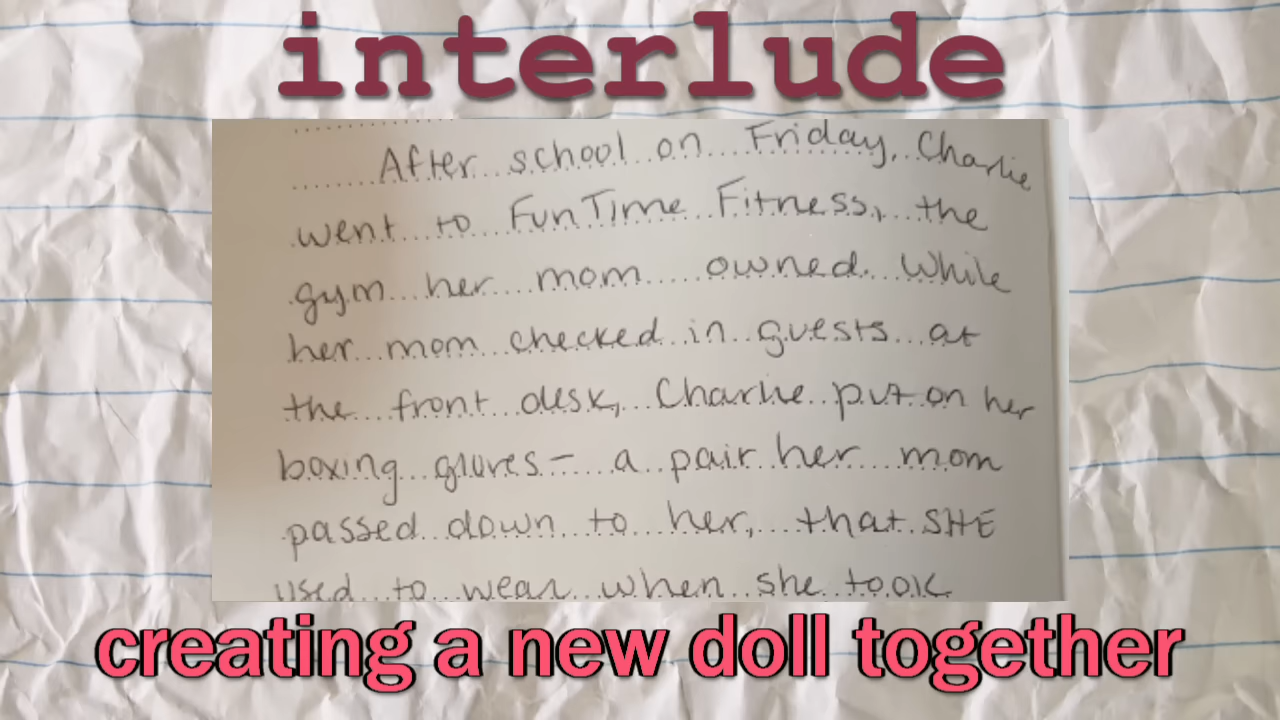 interlude
After school on Friday, Charlie
went to FunTime Fitness, the
gym her mom owned. While
her mom checked in guests at
the front desk, Charlie put on her
boxing gloves - a pair her mom
passed down to her, that SHE
used to wear when she took
creating a new doll together